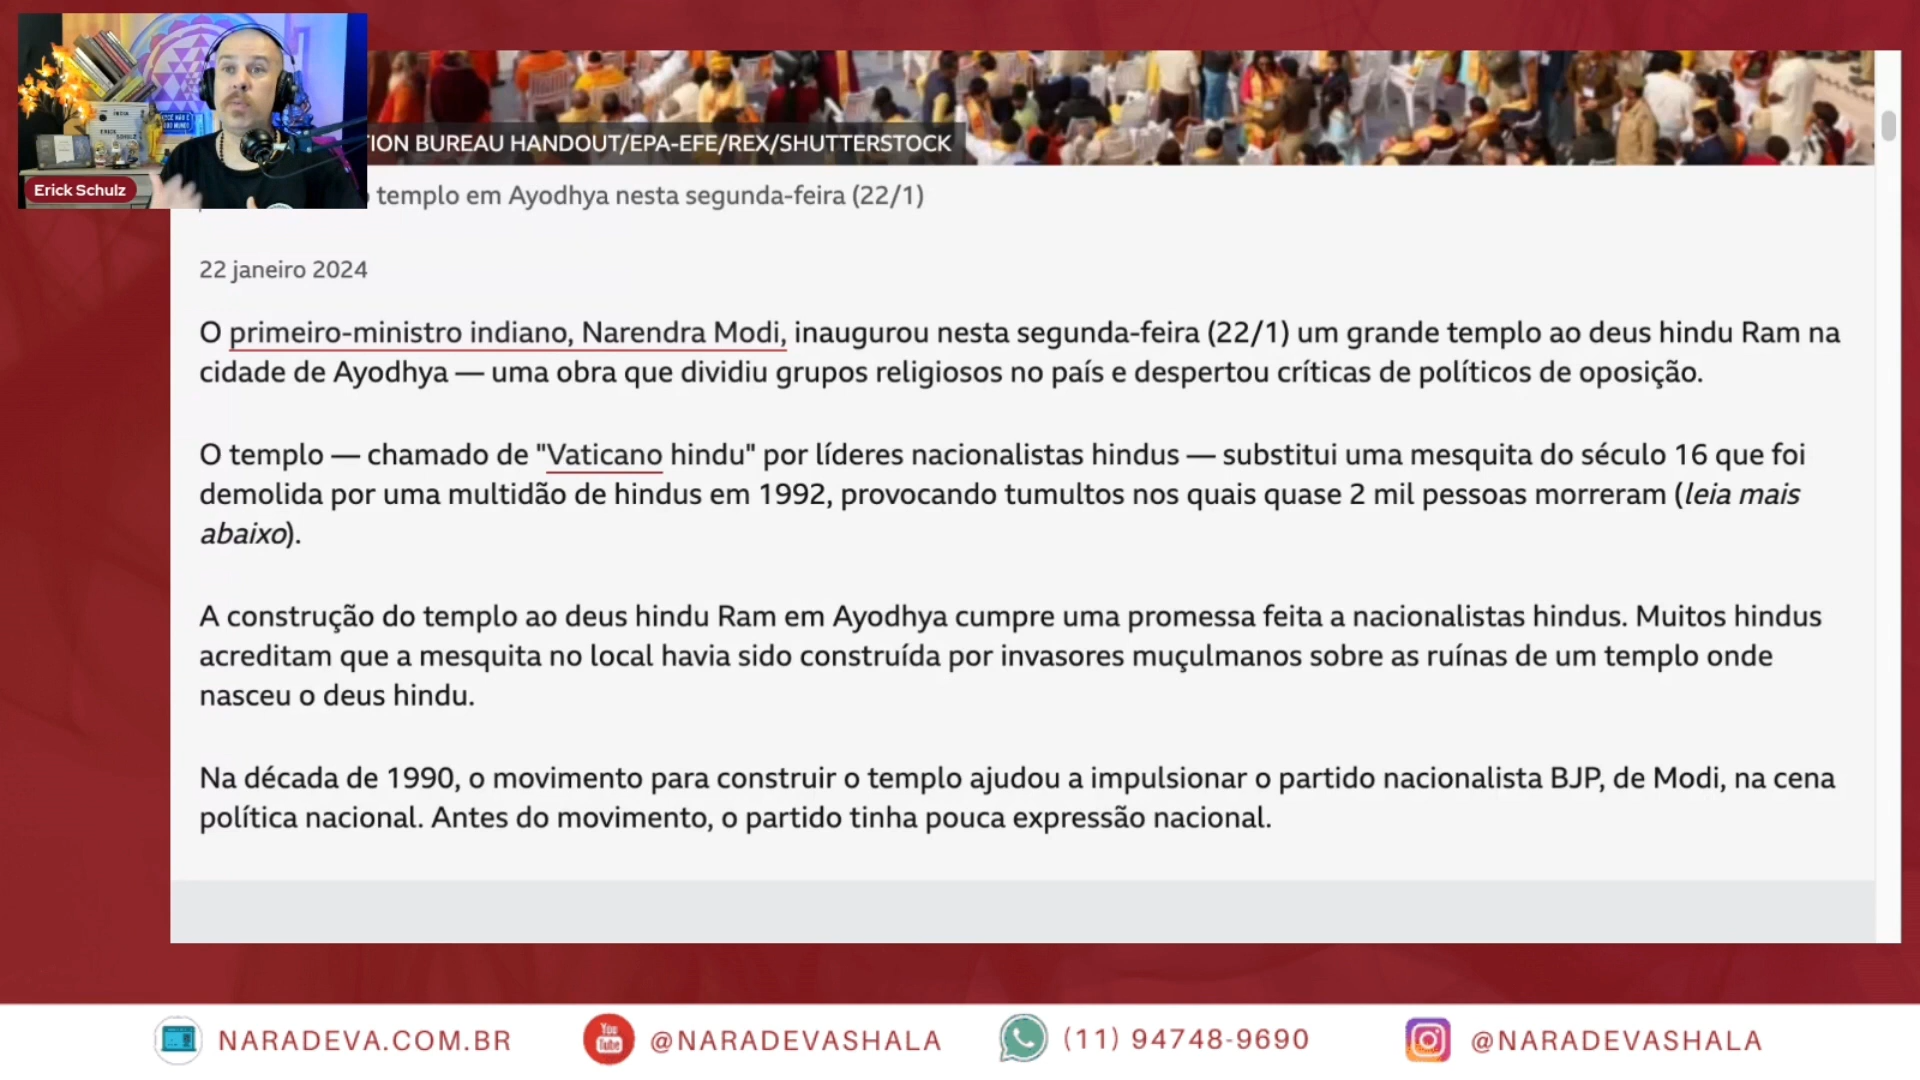 Erick Schulz
TION BUREAU HANDOUT/EPA-EFE/REX/SHUTTERSTOCK
templo em Ayodhya nesta segunda-feira (22/1)
22 janeiro 2024
O primeiro-ministro indiano, Narendra Modi, inaugurou nesta segunda-feira (22/1) um grande templo ao deus hindu Ram na
cidade de Ayodhya — uma obra que dividiu grupos religiosos no país e despertou críticas de políticos de oposição.
O templo — chamado de "Vaticano hindu" por líderes nacionalistas hindus — substitui uma mesquita do século 16 que foi
demolida por uma multidão de hindus em 1992, provocando tumultos nos quais quase 2 mil pessoas morreram (leia mais
abaixo).
A construção do templo ao deus hindu Ram em Ayodhya cumpre uma promessa feita a nacionalistas hindus. Muitos hindus
acreditam que a mesquita no local havia sido construída por invasores muçulmanos sobre as ruínas de um templo onde
nasceu o deus hindu.
Na década de 1990, o movimento para construir o templo ajudou a impulsionar o partido nacionalista BJP, de Modi, na cena
política nacional. Antes do movimento, o partido tinha pouca expressão nacional.
NARADEVA.COM.BR
You
Tube
@NARADEVASHALA
(11) 94748-9690
@NARADEVASHALA